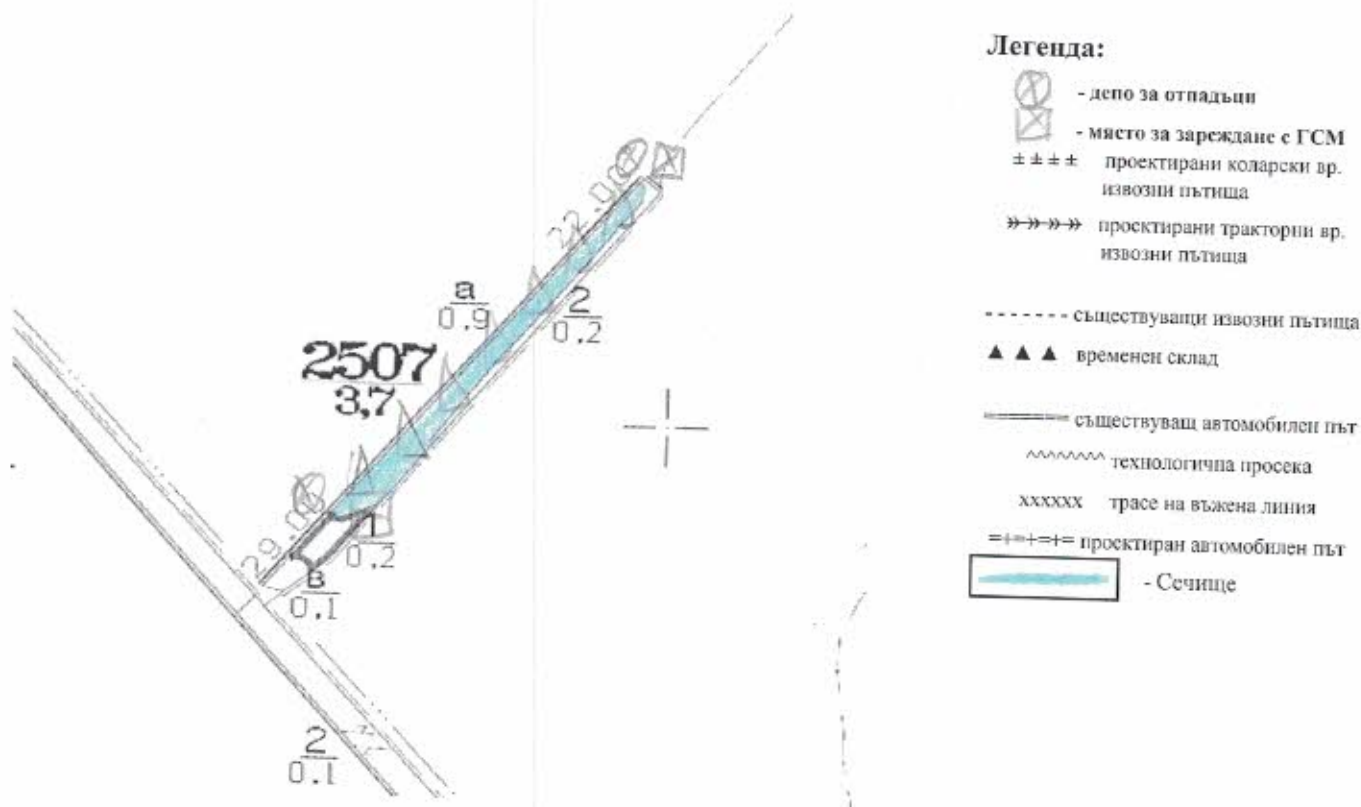 Легенда:
- депо за отпадъци
- място за зареждане с ГСМ
± ± ± ± проектирани коларски вр.
извозни пътища
проектирани тракторни вр.
извозни пътища
------- съществуващи извозни пътища
▲ ▲ ▲ временен склад
съществуващ автомобилен път
технологична просека
xxxxxx трасе на въжена линия
=+=+=+= проектиран автомобилен път
- Сечище
22.00
а
0.9
2
0.2
2507
3,7
1
0.2
в
0.1
2
0.1